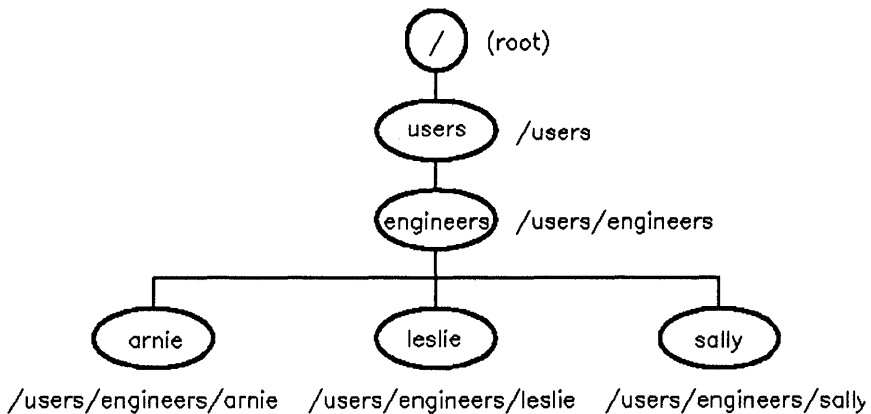 / (root)
users /users
engineers /users/engineers
arnie leslie sally
/users/engineers/arnie /users/engineers/leslie /users/engineers/sally